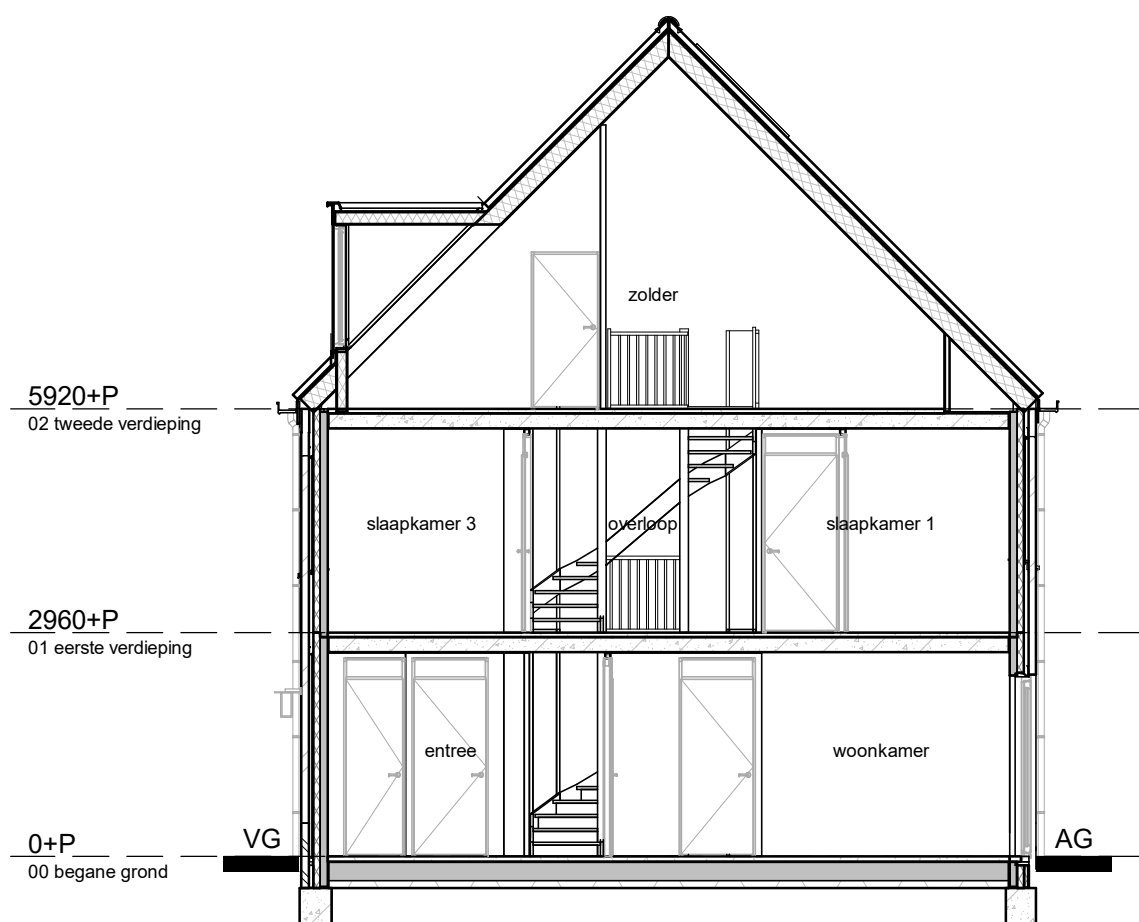 zolder
5920+P
02 tweede verdieping
slaapkamer 3
overloop
slaapkamer 1
2960+P
01 eerste verdieping
entree
woonkamer
0+P
VG
AG
00 begane grond